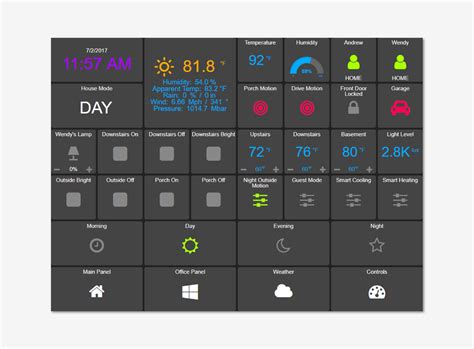 7/2/2017
11:57 AM
81.8 °F
Humidity: 54.0 %
Apparent Temp: 83.2 °F
Rain: 0 % / 0 in
Wind: 6.66 Mph / 341 °
Pressure: 1014.7 Mbar
Temperature
92 °F
Humidity
69%
Andrew
HOME
Wendy
HOME
House Mode
DAY
Porch Motion
Drive Motion
Front Door
Locked
Garage
Wendy's Lamp
- 0% +
Downstairs On
Downstairs Off
Downstairs Bright
Upstairs
72 °F
Downstairs
76 °F
Basement
80 °F
Light Level
2.8K lux
Outside Bright
Outside Off
Porch On
Porch Off
Night Outside
Motion
Guest Mode
Smart Cooling
Smart Heating
Morning
Day
Evening
Night
Main Panel
Office Panel
Weather
Controls